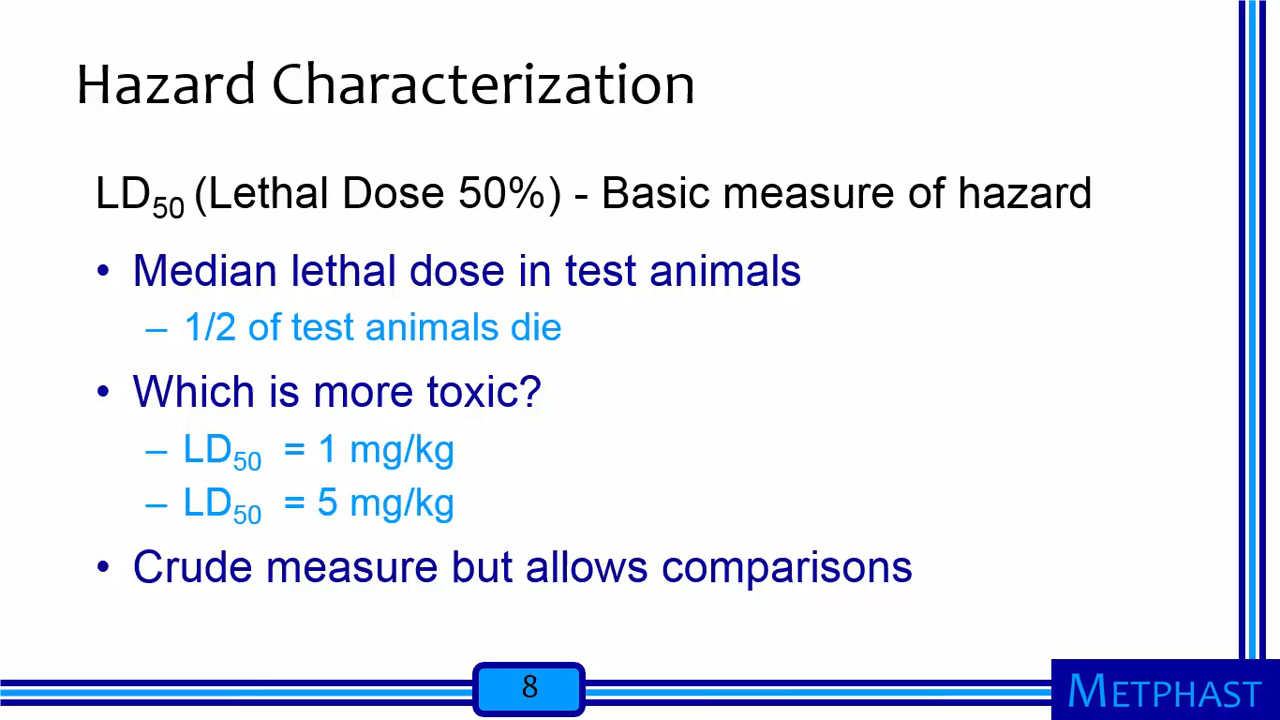 Hazard Characterization
LD50 (Lethal Dose 50%) - Basic measure of hazard
• Median lethal dose in test animals
– 1/2 of test animals die
• Which is more toxic?
– LD50 = 1 mg/kg
– LD50 = 5 mg/kg
• Crude measure but allows comparisons
8
METPHAST